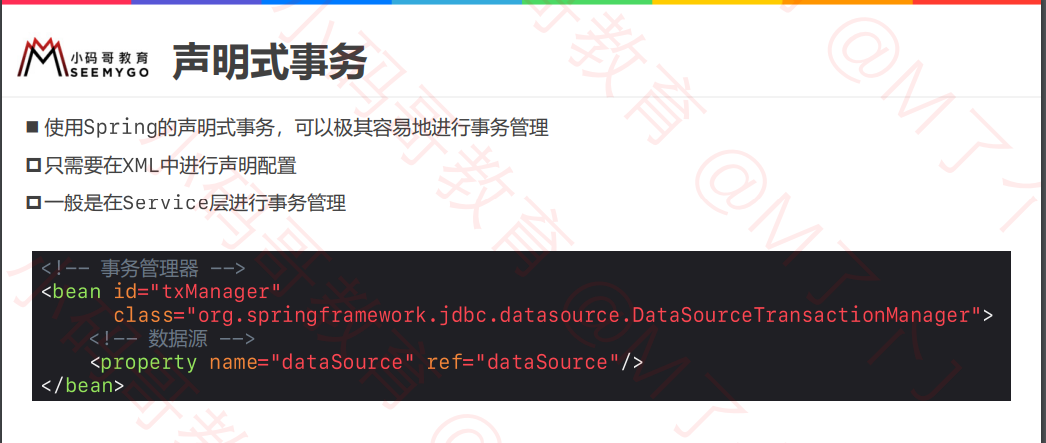 小码哥教育
SEEMYGO
声明式事务
■ 使用Spring的声明式事务，可以极其容易地进行事务管理
只需要在XML中进行声明配置
一般是在Service层进行事务管理
<!-- 事务管理器 -->
<bean id="txManager"
class="org.springframework.jdbc.datasource.DataSourceTransactionManager">
<!-- 数据源 -->
<property name="dataSource" ref="dataSource"/>
</bean>
小码哥教育 @M了个
小码哥教育 @M了个
小码哥教育 @M了个